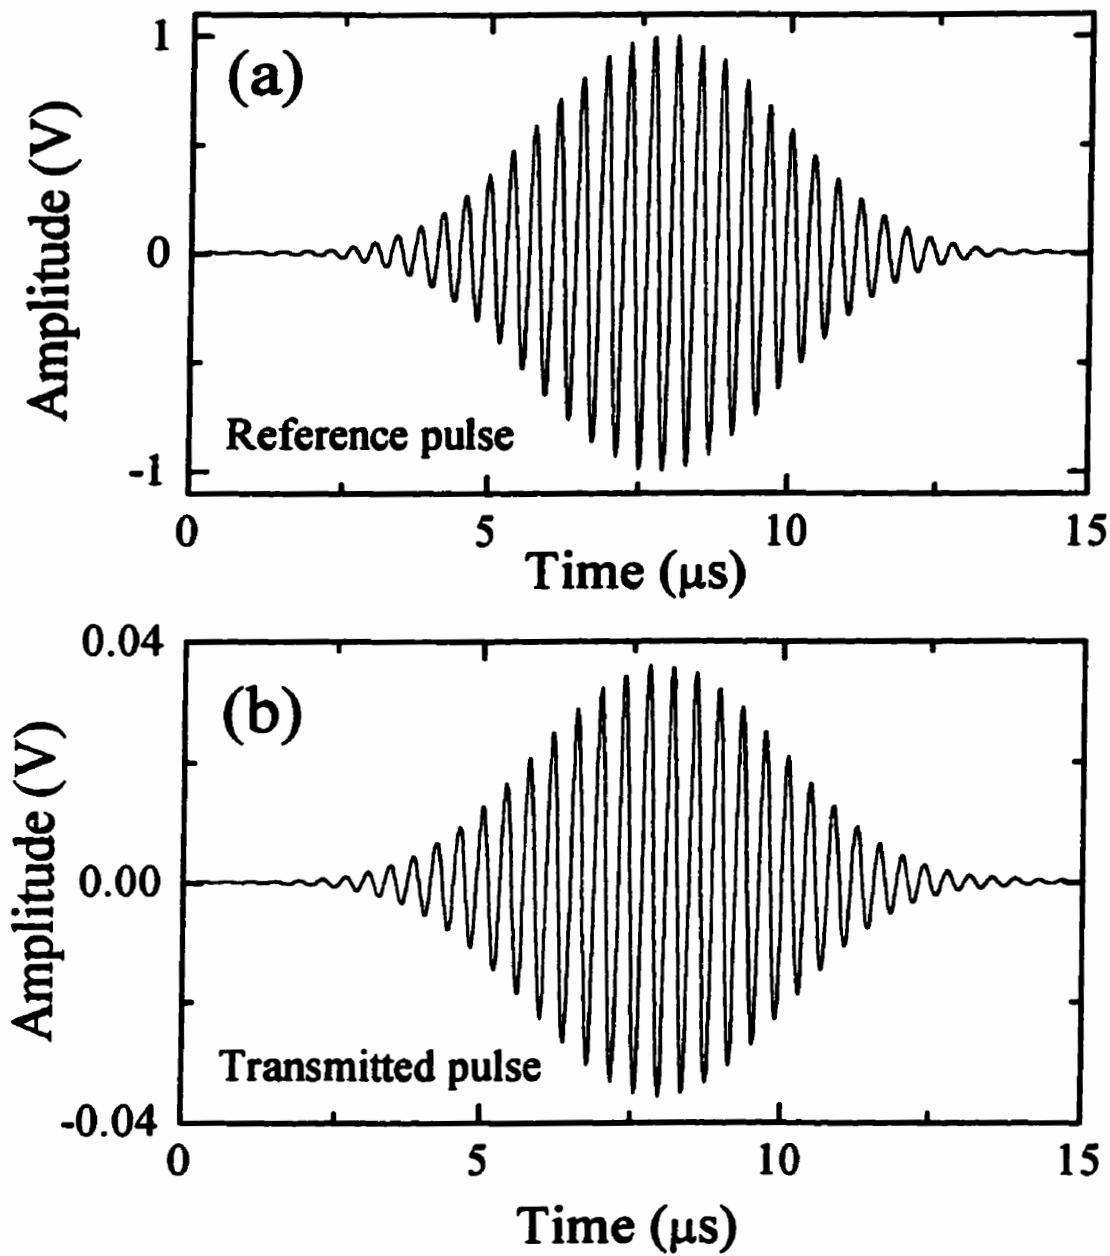 (a)
Amplitude (V)
1
0
-1
Reference pulse
0 5 10 15
Time (μs)
(b)
Amplitude (V)
0.04
0.00
-0.04
Transmitted pulse
0 5 10 15
Time (μs)